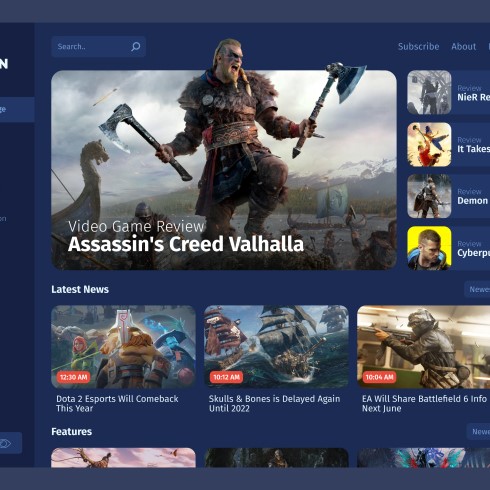 Search..
Subscribe
About
Video Game Review
Assassin's Creed Valhalla
Review
NieR Re
Review
It Takes
Review
Demon
Review
Cyberpu
Latest News
Newe
12:30 AM
Dota 2 Esports Will Comeback
This Year
10:12 AM
Skulls & Bones is Delayed Again
Until 2022
10:04 AM
EA Will Share Battlefield 6 Info
Next June
Features
Newe